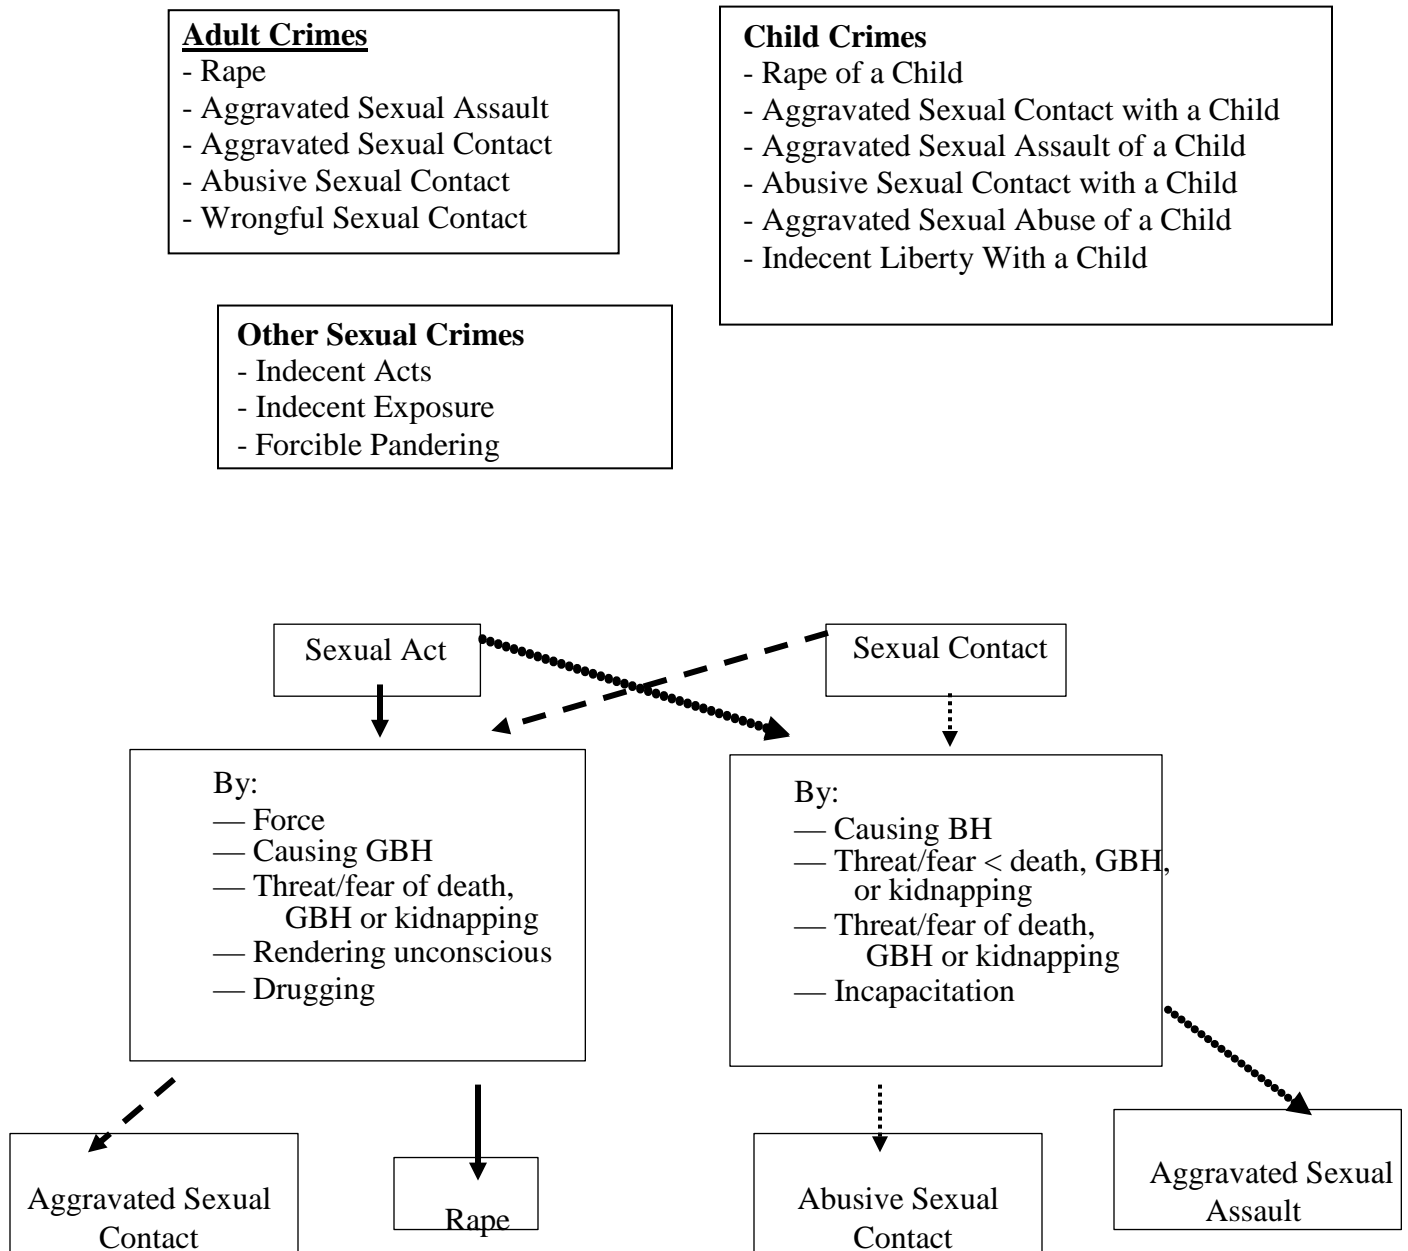 Adult Crimes
- Rape
- Aggravated Sexual Assault
- Aggravated Sexual Contact
- Abusive Sexual Contact
- Wrongful Sexual Contact
Child Crimes
- Rape of a Child
- Aggravated Sexual Contact with a Child
- Aggravated Sexual Assault of a Child
- Abusive Sexual Contact with a Child
- Aggravated Sexual Abuse of a Child
- Indecent Liberty With a Child
Other Sexual Crimes
- Indecent Acts
- Indecent Exposure
- Forcible Pandering
Sexual Act
Sexual Contact
By:
— Force
— Causing GBH
— Threat/fear of death,
GBH or kidnapping
— Rendering unconscious
— Drugging
By:
— Causing BH
— Threat/fear < death, GBH,
or kidnapping
— Threat/fear of death,
GBH or kidnapping
— Incapacitation
Aggravated Sexual
Contact
Rape
Abusive Sexual
Contact
Aggravated Sexual
Assault